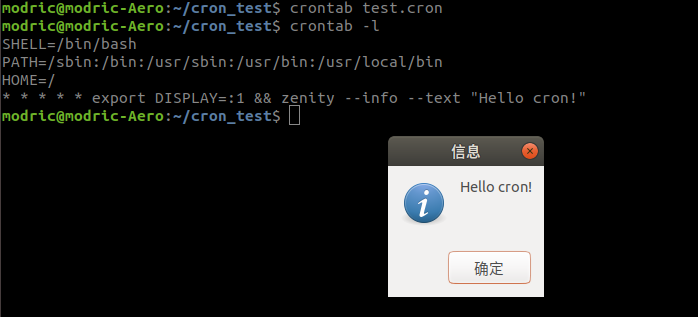 modric@modric-Aero:~/cron_test$ crontab test.cron
modric@modric-Aero:~/cron_test$ crontab -l
SHELL=/bin/bash
PATH=/sbin:/bin:/usr/sbin:/usr/bin:/usr/local/bin
HOME=/
* * * * * export DISPLAY=:1 && zenity --info --text "Hello cron!"
modric@modric-Aero:~/cron_test$
信息
Hello cron!
确定